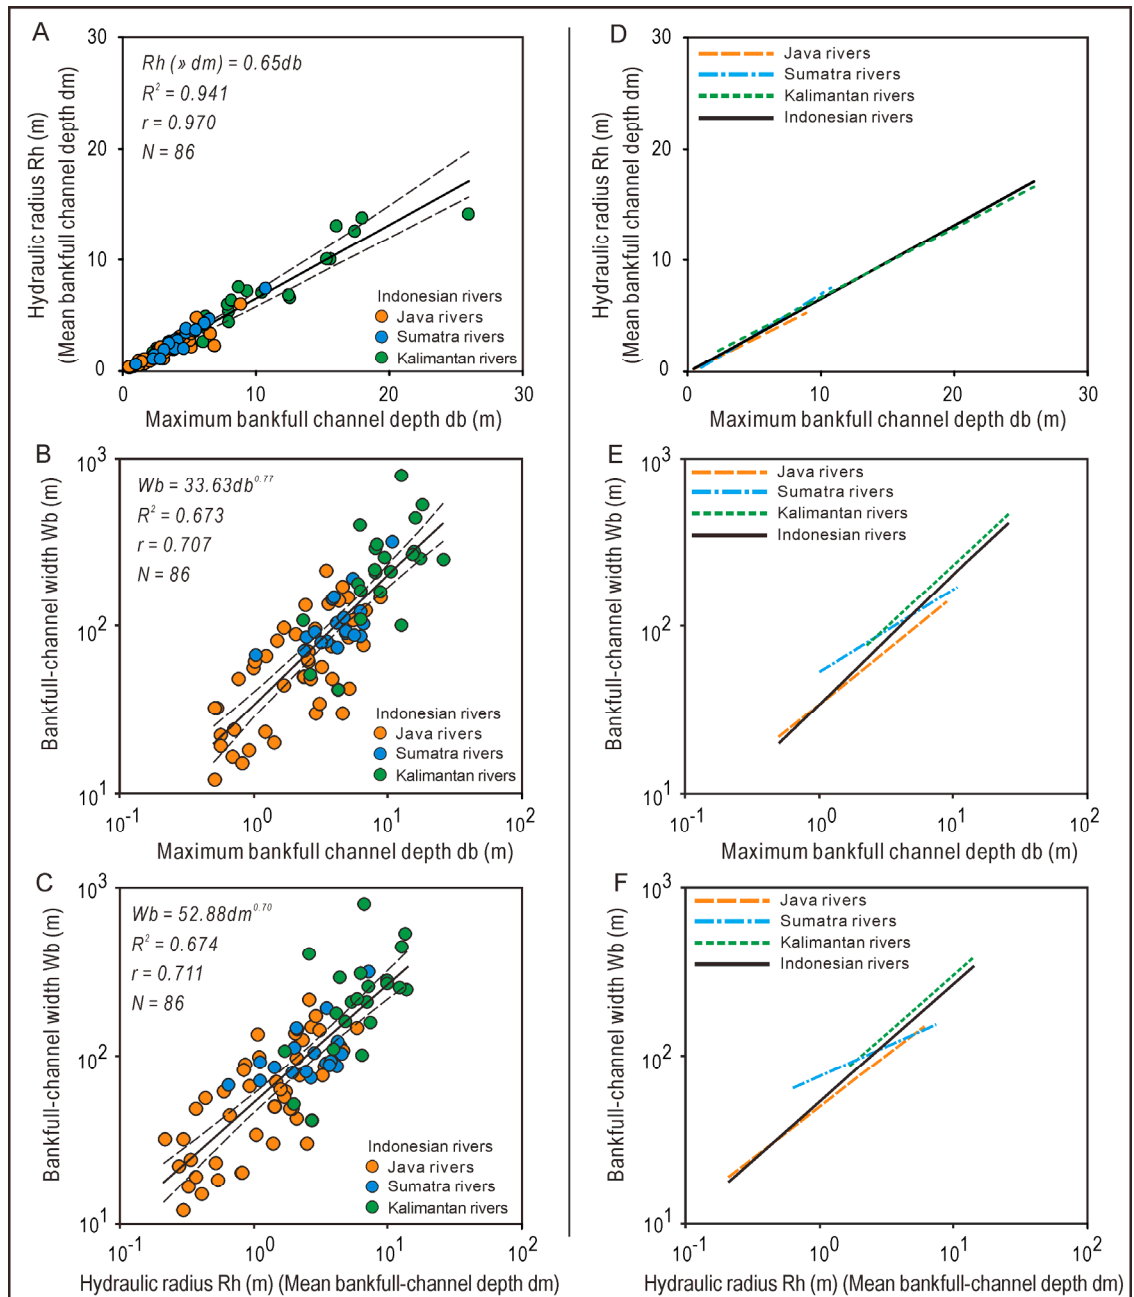 A
30
20
10
0
Hydraulic radius Rh (m)
(Mean bankfull channel depth dm)
Rh (» dm) = 0.65db
R² = 0.941
r = 0.970
N = 86
Indonesian rivers
Java rivers
Sumatra rivers
Kalimantan rivers
0 10 20 30
Maximum bankfull channel depth db (m)
B
10³
10²
10¹
Bankfull-channel width Wb (m)
Wb = 33.63db^0.77
R² = 0.673
r = 0.707
N = 86
Indonesian rivers
Java rivers
Sumatra rivers
Kalimantan rivers
10⁻¹ 10⁰ 10¹ 10²
Maximum bankfull channel depth db (m)
C
10³
10²
10¹
Bankfull-channel width Wb (m)
Wb = 52.88dm^0.70
R² = 0.674
r = 0.711
N = 86
Indonesian rivers
Java rivers
Sumatra rivers
Kalimantan rivers
10⁻¹ 10⁰ 10¹ 10²
Hydraulic radius Rh (m) (Mean bankfull-channel depth dm)
D
30
20
10
0
Hydraulic radius Rh (m)
(Mean bankfull channel depth dm)
Java rivers
Sumatra rivers
Kalimantan rivers
Indonesian rivers
0 10 20 30
Maximum bankfull channel depth db (m)
E
10³
10²
10¹
Bankfull-channel width Wb (m)
Java rivers
Sumatra rivers
Kalimantan rivers
Indonesian rivers
10⁻¹ 10⁰ 10¹ 10²
Maximum bankfull channel depth db (m)
F
10³
10²
10¹
Bankfull-channel width Wb (m)
Java rivers
Sumatra rivers
Kalimantan rivers
Indonesian rivers
10⁻¹ 10⁰ 10¹ 10²
Hydraulic radius Rh (m) (Mean bankfull-channel depth dm)